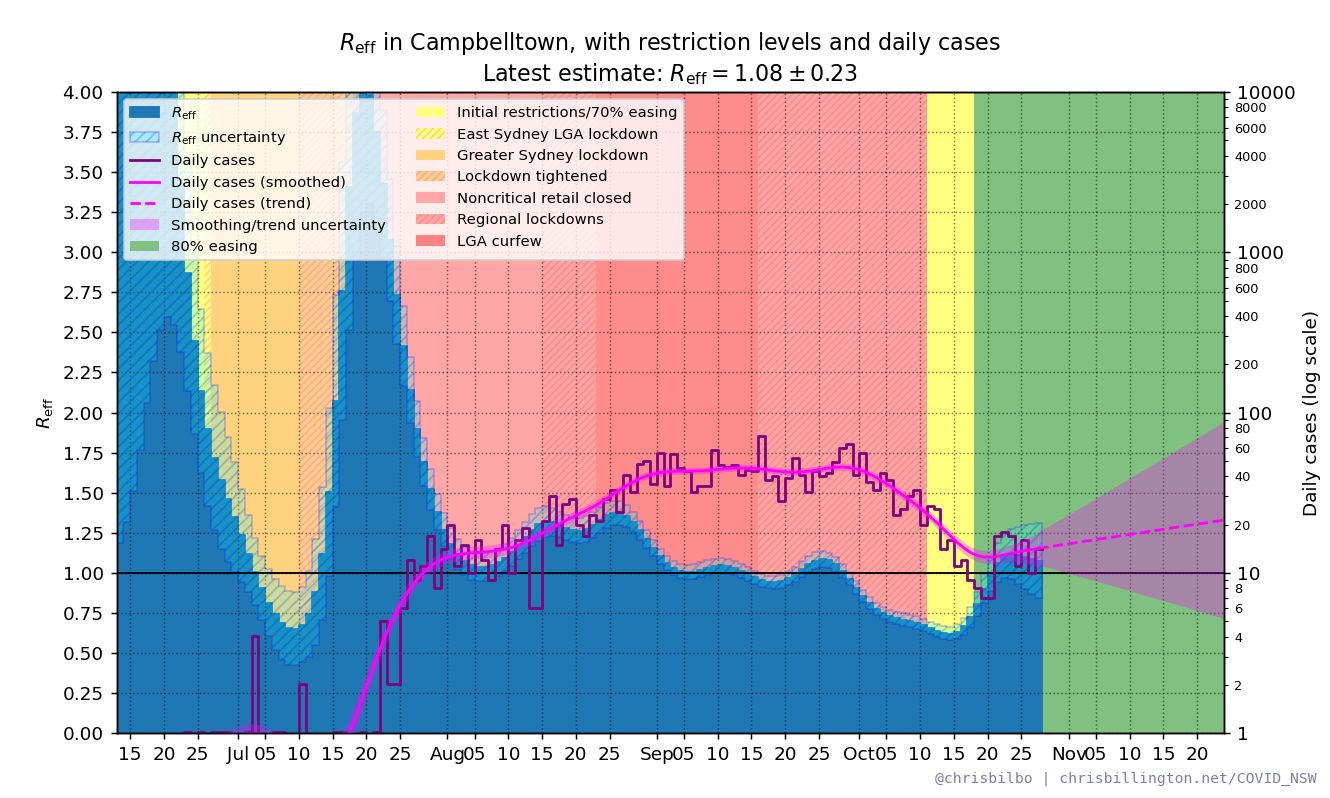 Reff in Campbelltown, with restriction levels and daily cases
Latest estimate: Reff = 1.08 ± 0.23
Reff
Reff uncertainty
Daily cases
Daily cases (smoothed)
Daily cases (trend)
Smoothing/trend uncertainty
80% easing
Initial restrictions/70% easing
East Sydney LGA lockdown
Greater Sydney lockdown
Lockdown tightened
Noncritical retail closed
Regional lockdowns
LGA curfew
Reff
4.00
3.75
3.50
3.25
3.00
2.75
2.50
2.25
2.00
1.75
1.50
1.25
1.00
0.75
0.50
0.25
0.00
10000
8000
6000
4000
2000
1000
800
600
400
200
100
80
60
40
20
10
8
6
4
2
1
Daily cases (log scale)
15 20 25 Jul 05 10 15 20 25 Aug 05 10 15 20 25 Sep 05 10 15 20 25 Oct 05 10 15 20 25 Nov 05 10 15 20
@chrisbilbo | chrisbillington.net/COVID_NSW